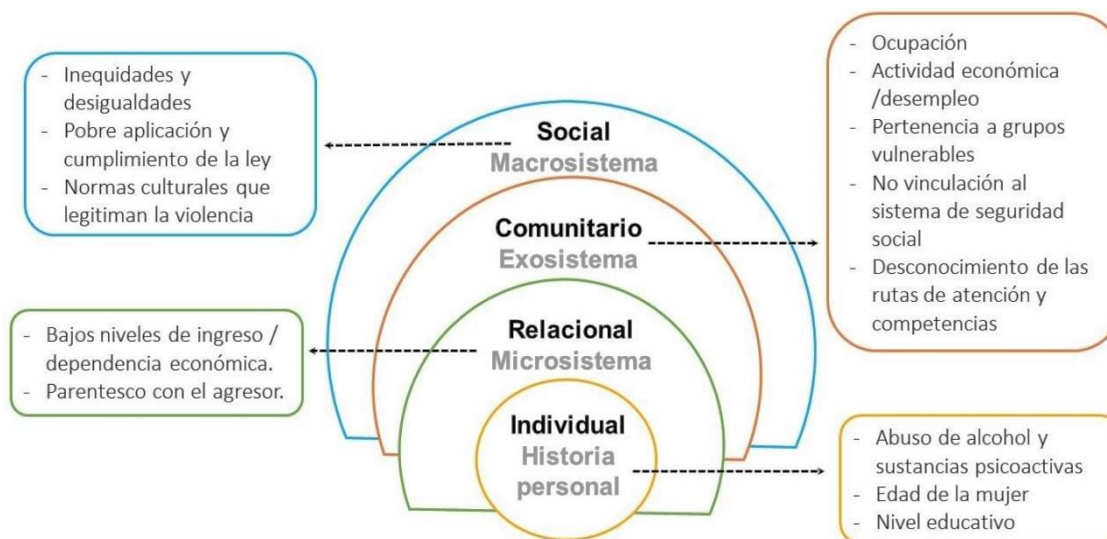 - Inequidades y
desigualdades
- Pobre aplicación y
cumplimiento de la ley
- Normas culturales que
legitiman la violencia
Social
Macrosistema
- Ocupación
- Actividad económica
/desempleo
- Pertenencia a grupos
vulnerables
- No vinculación al
sistema de seguridad
social
- Desconocimiento de las
rutas de atención y
competencias
Comunitario
Exosistema
- Bajos niveles de ingreso /
dependencia económica.
- Parentesco con el agresor.
Relacional
Microsistema
Individual
Historia
personal
- Abuso de alcohol y
sustancias psicoactivas
- Edad de la mujer
- Nivel educativo